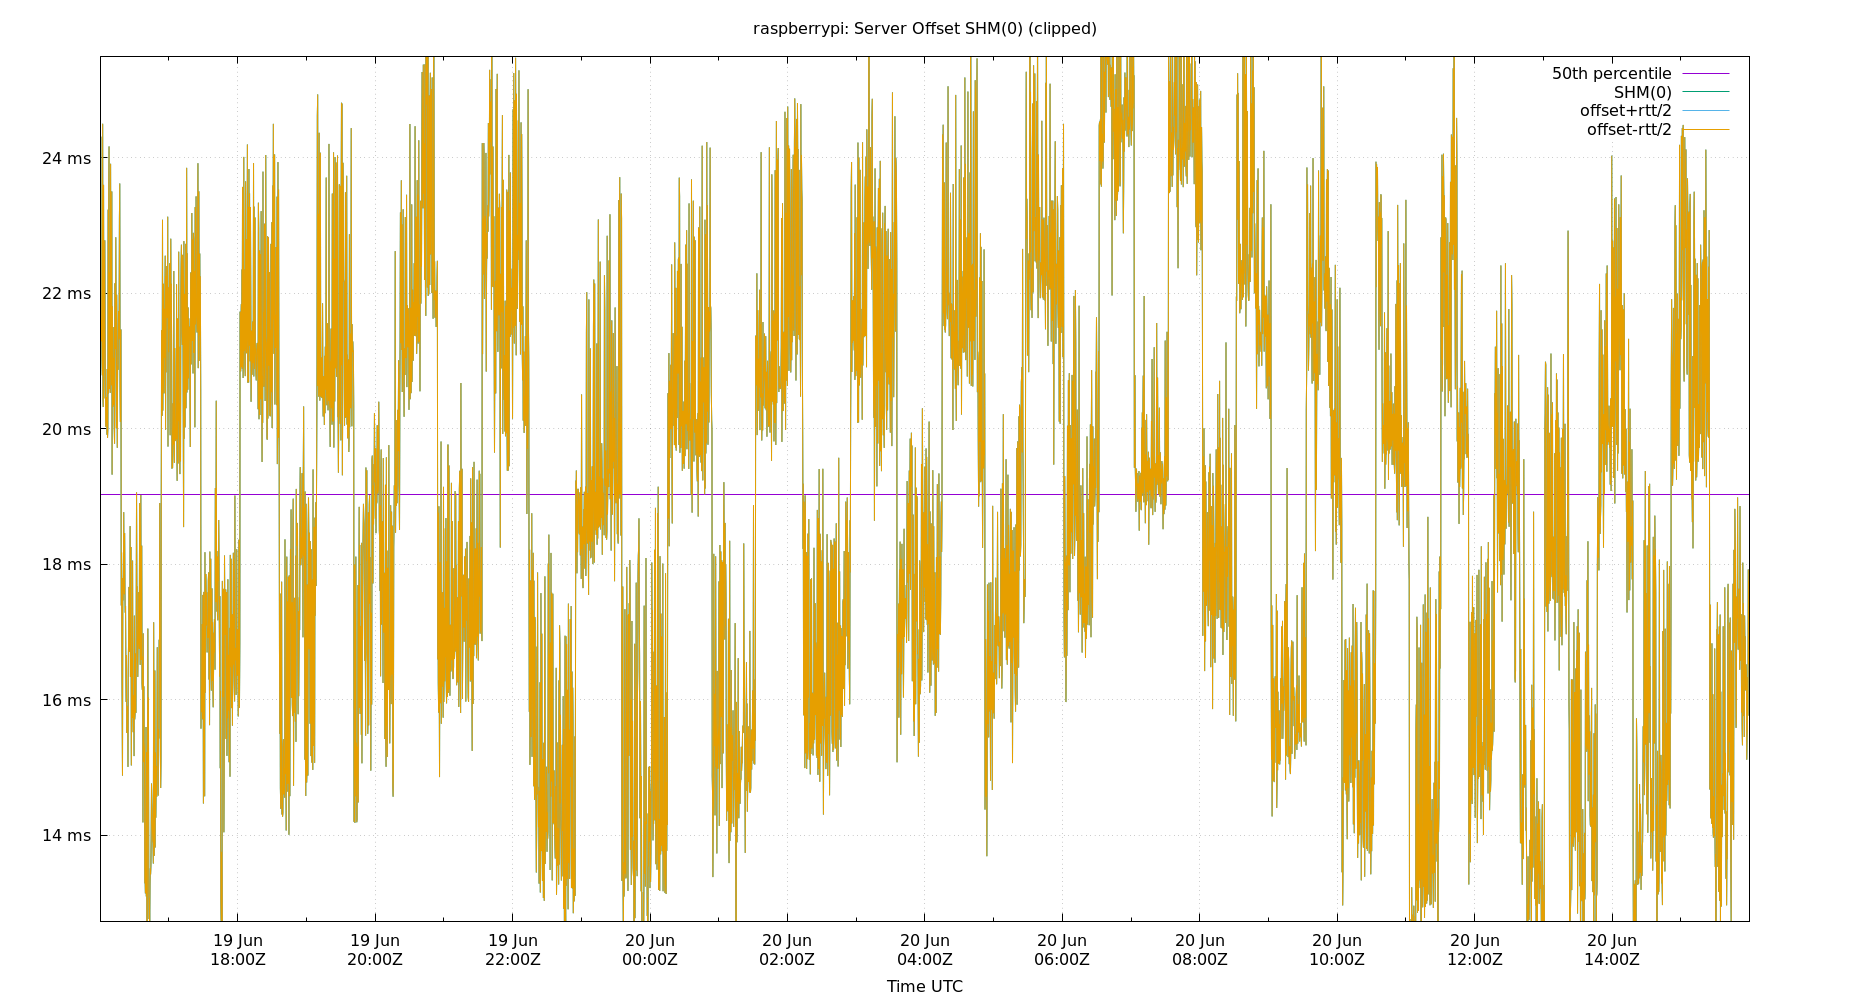 raspberrypi: Server Offset SHM(0) (clipped)
50th percentile
SHM(0)
offset+rtt/2
offset-rtt/2
24 ms
22 ms
20 ms
18 ms
16 ms
14 ms
19 Jun 19 Jun 19 Jun 20 Jun 20 Jun 20 Jun 20 Jun 20 Jun 20 Jun 20 Jun 20 Jun
18:00Z 20:00Z 22:00Z 00:00Z 02:00Z 04:00Z 06:00Z 08:00Z 10:00Z 12:00Z 14:00Z
Time UTC